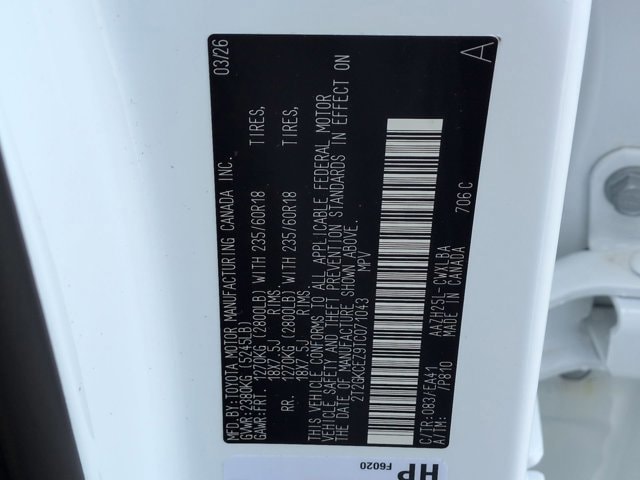 MFD. BY:TOYOTA MOTOR MANUFACTURING CANADA INC. 03/26
GVWR:2380KG (5245LB)
GAWR:FRT. 1270KG (2800LB) WITH 235/60R18 TIRES,
18X7.5J RIMS.
RR. 1270KG (2800LB) WITH 235/60R18 TIRES,
18X7.5J RIMS.
THIS VEHICLE CONFORMS TO ALL APPLICABLE FEDERAL MOTOR
VEHICLE SAFETY, AND THEFT PREVENTION STANDARDS IN EFFECT ON
THE DATE OF MANUFACTURE SHOWN ABOVE.
2T2GKCEZ9TC071043 MPV
C/TR:083/EA41 AAZH25L-CWXLBA
A/TM: /P810 MADE IN CANADA 706C
A
HP
F6020